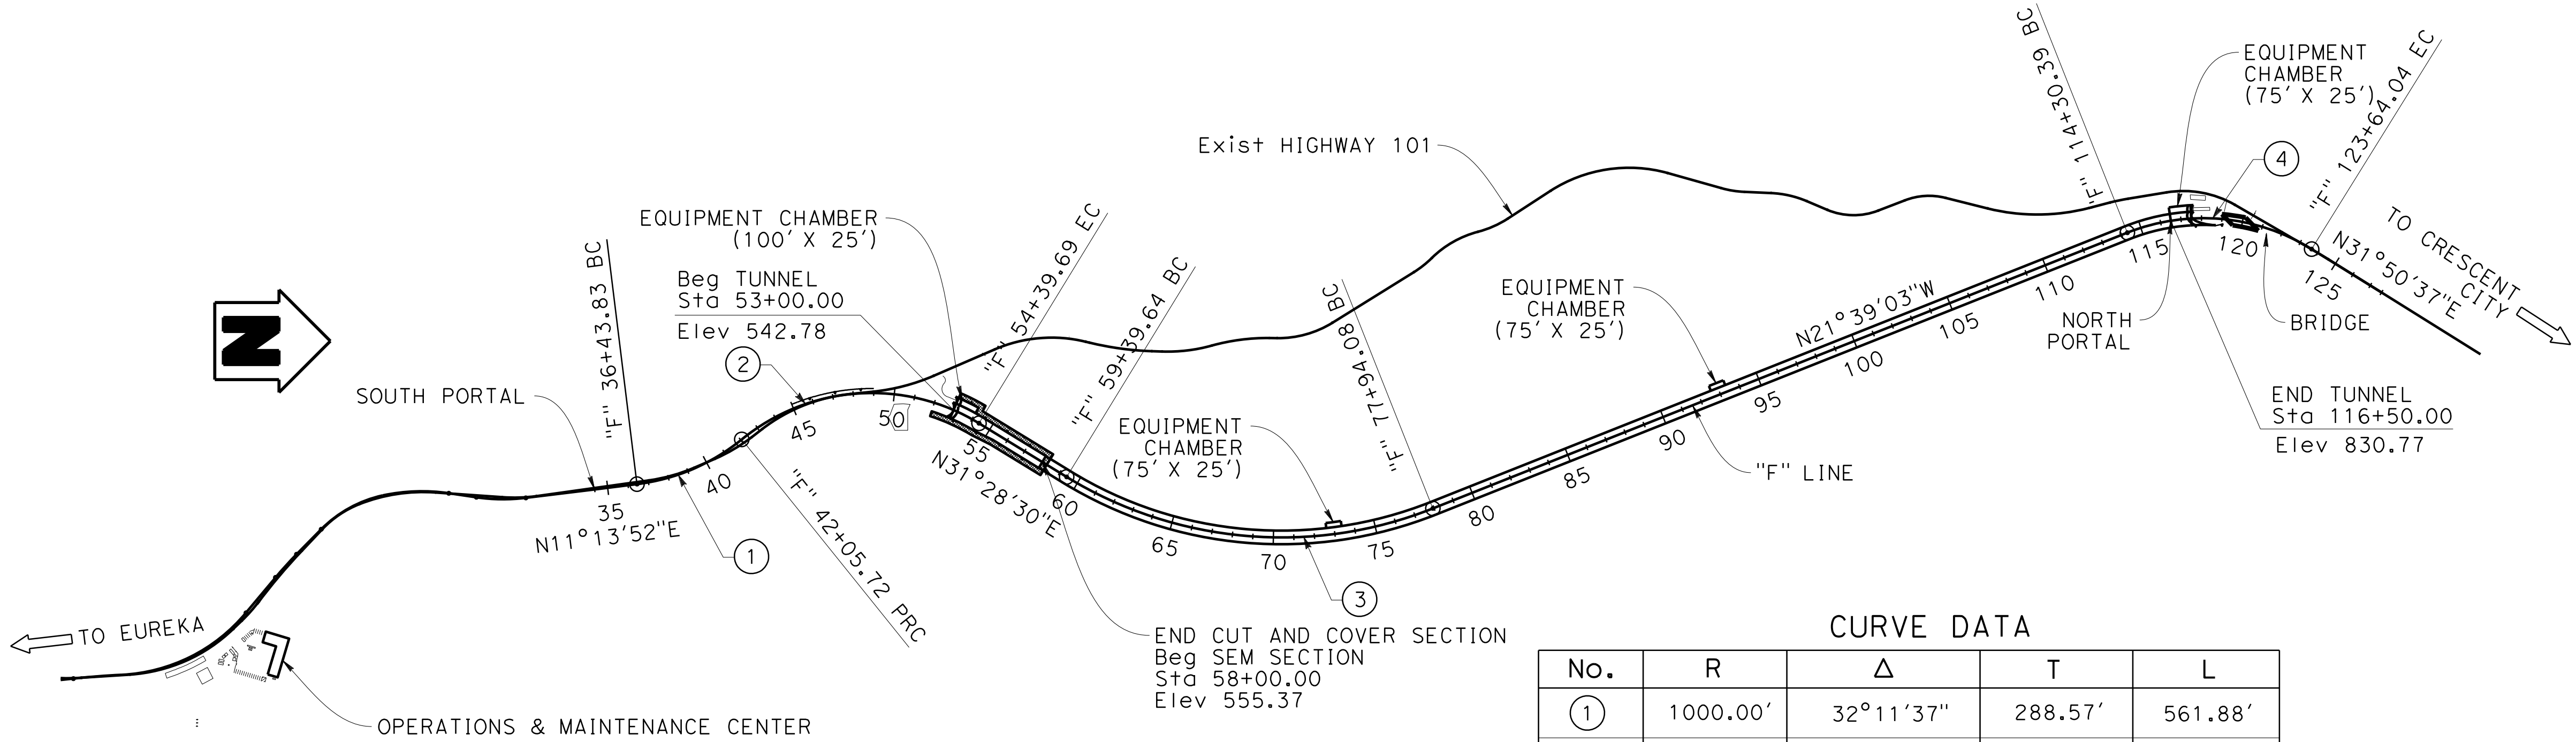 "F" 114+30.39 BC
EQUIPMENT
CHAMBER
(75' X 25')
"F" 123+64.04 EC
4
Exist HIGHWAY 101
TO CRESCENT
CITY
N31°50'37"E
EQUIPMENT CHAMBER
(100' X 25')
"F" 54+39.69 EC
"F" 36+43.83 BC
Beg TUNNEL
Sta 53+00.00
Elev 542.78
"F" 59+39.64 BC
"F" 77+94.08 BC
EQUIPMENT
CHAMBER
(75' X 25')
N21°39'03"W
N
2
SOUTH PORTAL
NORTH
PORTAL
BRIDGE
END TUNNEL
Sta 116+50.00
Elev 830.77
EQUIPMENT
CHAMBER
(75' X 25')
"F" LINE
35
40
45
50
55
60
65
70
75
80
85
90
95
100
105
110
115
120
125
N11°13'52"E
N31°28'30"E
1
"F" 42+05.72 PRC
3
TO EUREKA
END CUT AND COVER SECTION
Beg SEM SECTION
Sta 58+00.00
Elev 555.37
OPERATIONS & MAINTENANCE CENTER
CURVE DATA
No. R Δ T L
1 1000.00' 32°11'37" 288.57' 561.88'